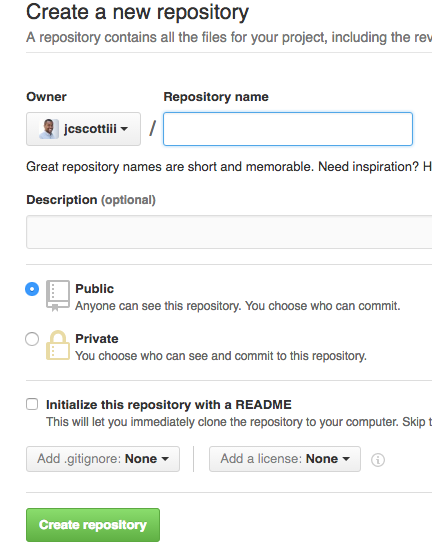 Create a new repository
A repository contains all the files for your project, including the rev
Owner Repository name
jcscottiii /
Great repository names are short and memorable. Need inspiration? H
Description (optional)
Public
Anyone can see this repository. You choose who can commit.
Private
You choose who can see and commit to this repository.
Initialize this repository with a README
This will let you immediately clone the repository to your computer. Skip t
Add .gitignore: None Add a license: None
Create repository